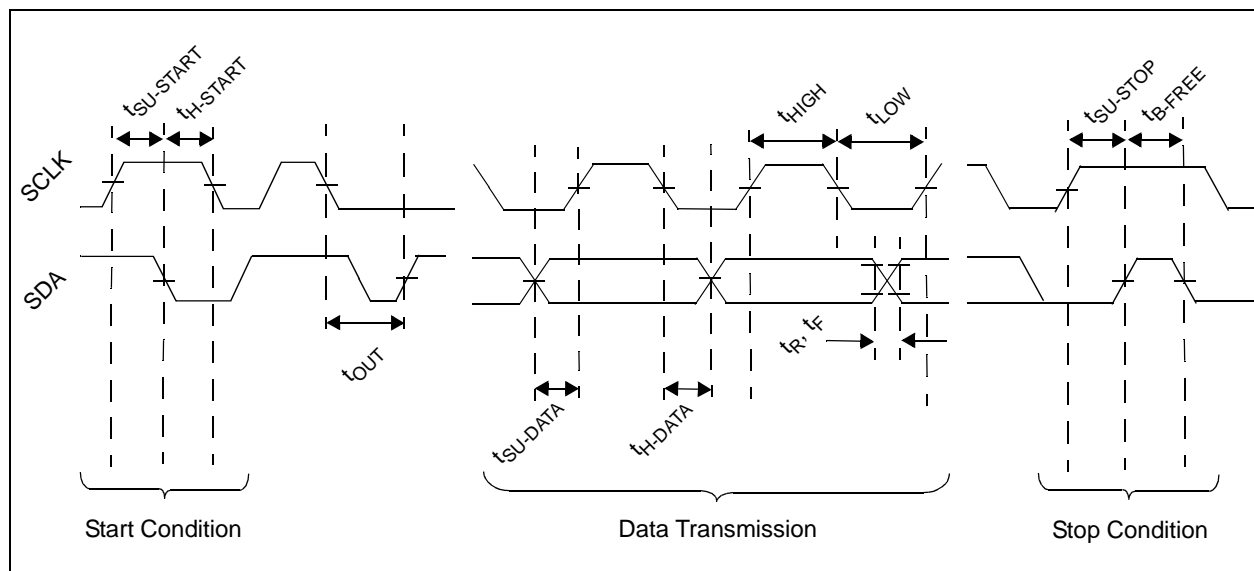 tSU-START
tH-START
tHIGH
tLOW
tSU-STOP
tB-FREE
SCLK
SDA
tOUT
tR, tF
tSU-DATA
tH-DATA
Start Condition
Data Transmission
Stop Condition